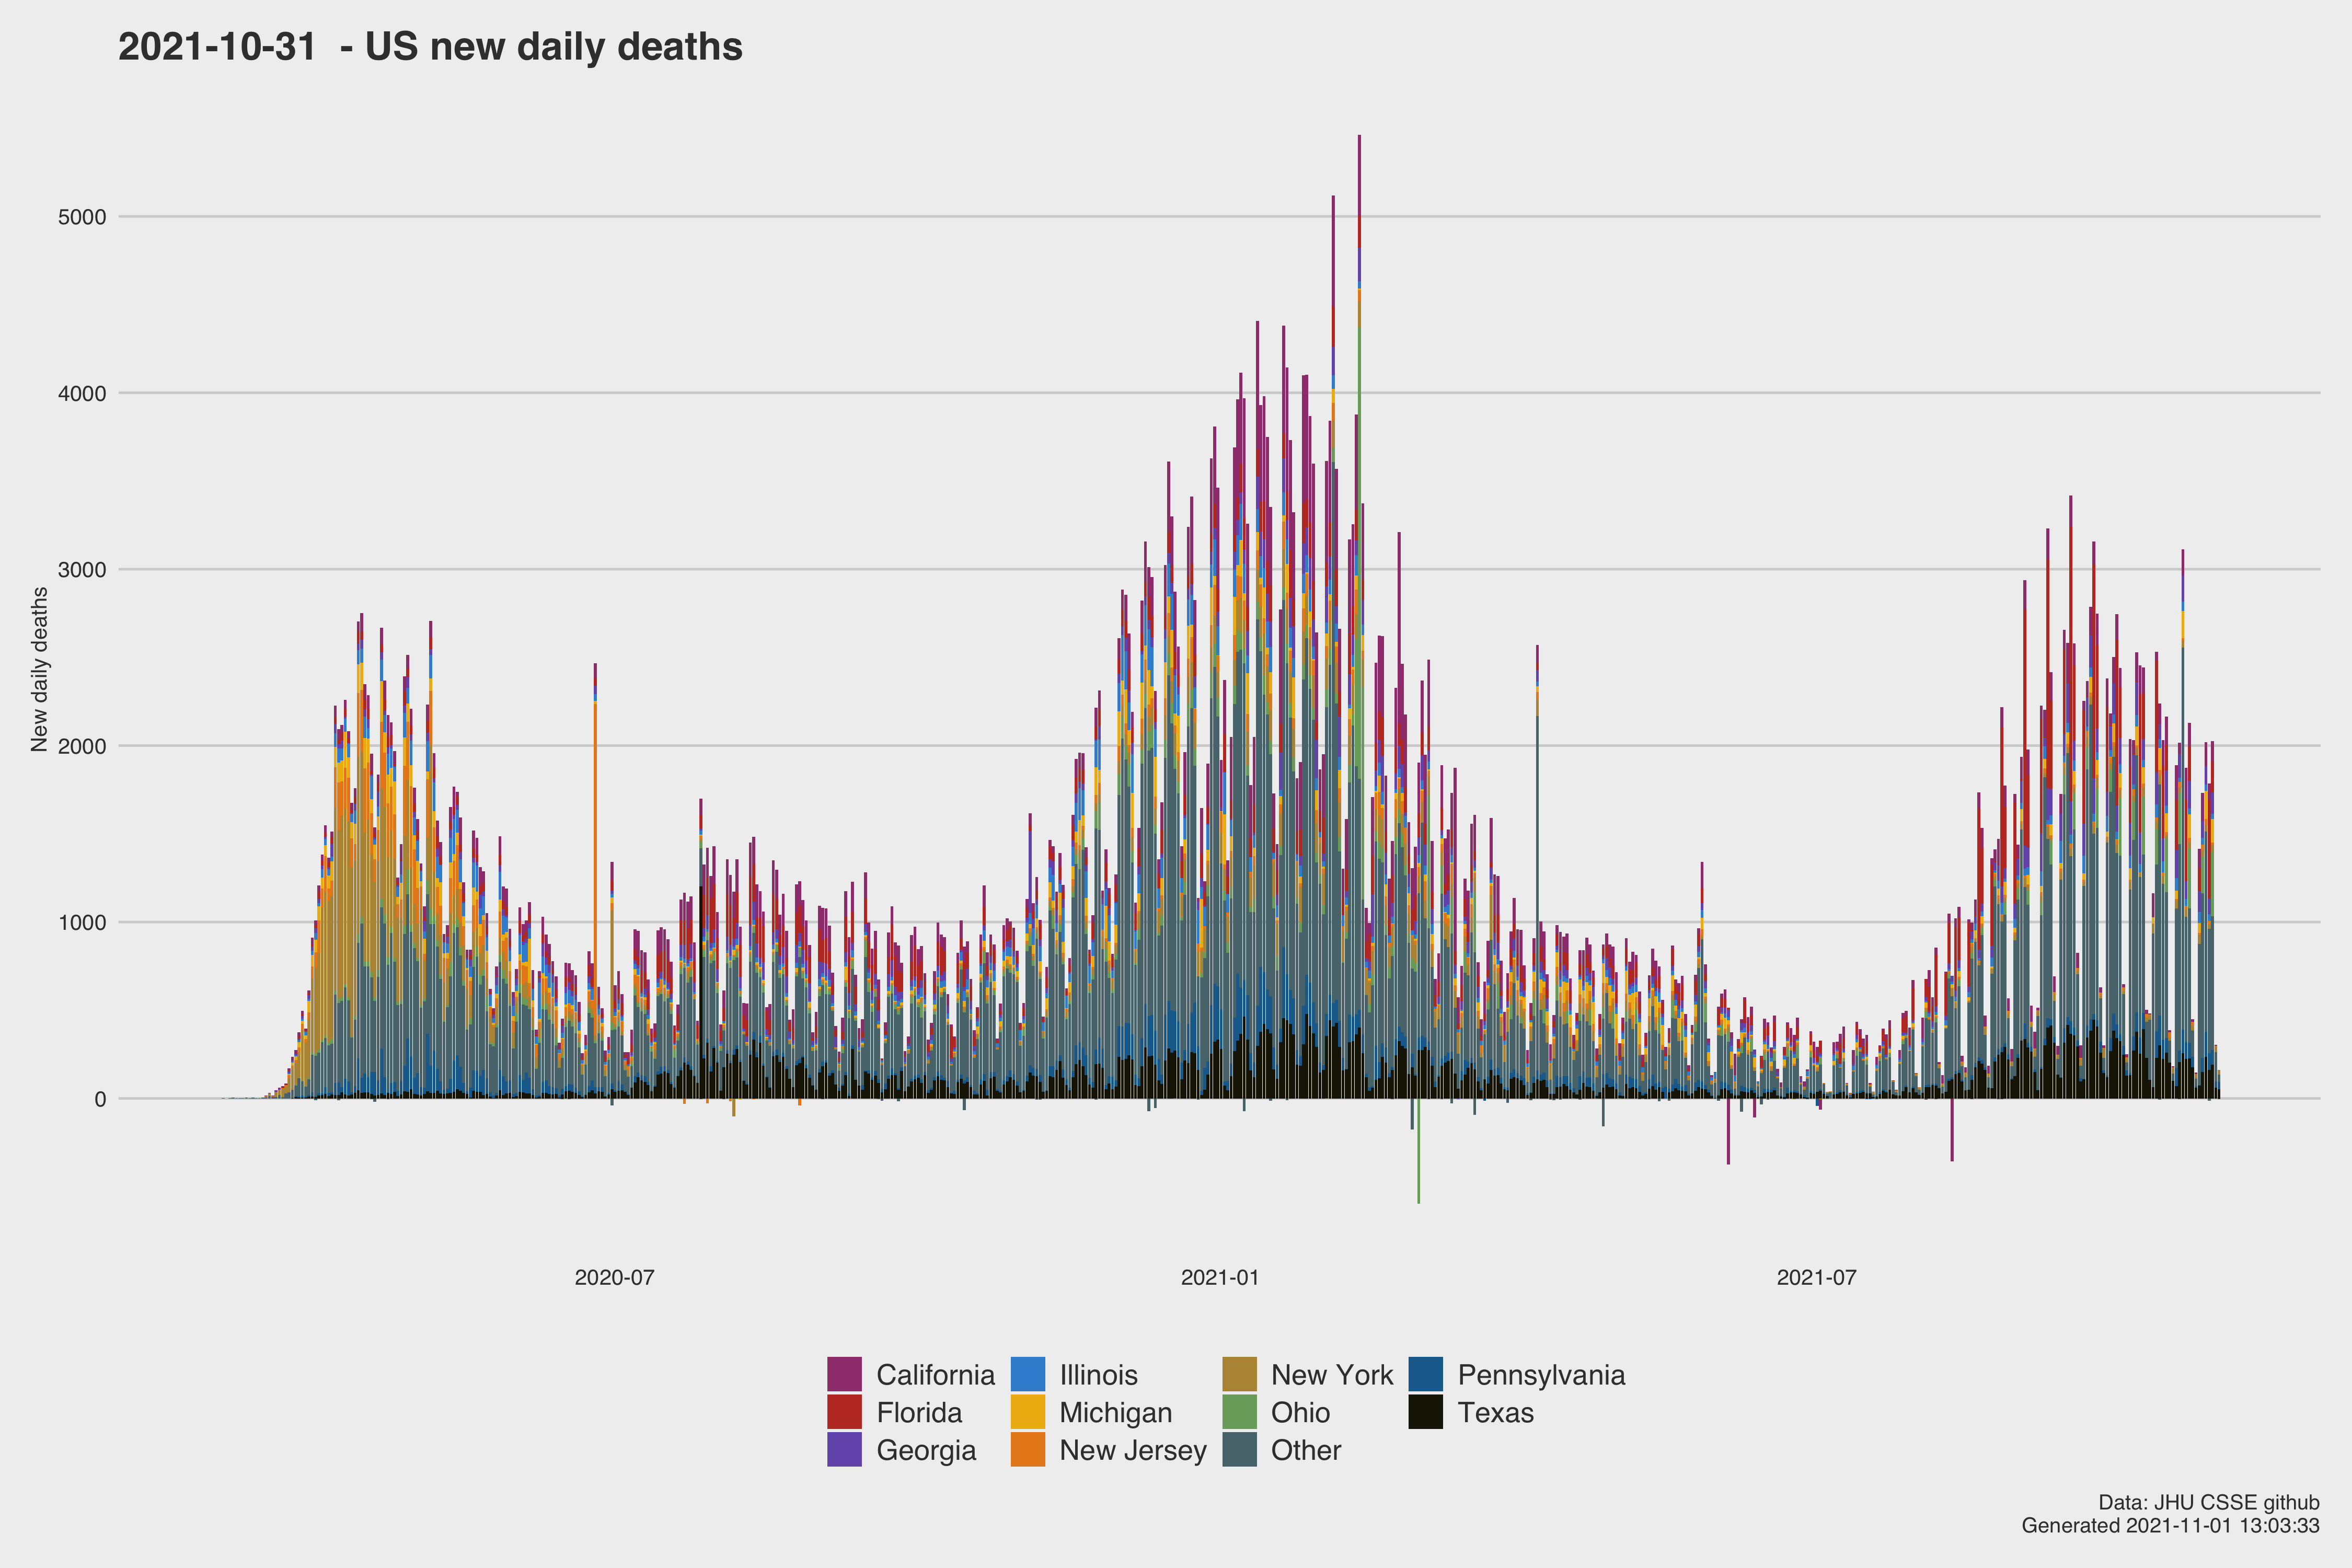 2021-10-31  - US new daily deaths
New daily deaths
5000
4000
3000
2000
1000
0
2020-07
2021-01
2021-07
California
Florida
Georgia
Illinois
Michigan
New Jersey
New York
Ohio
Other
Pennsylvania
Texas
Data: JHU CSSE github
Generated 2021-11-01 13:03:33